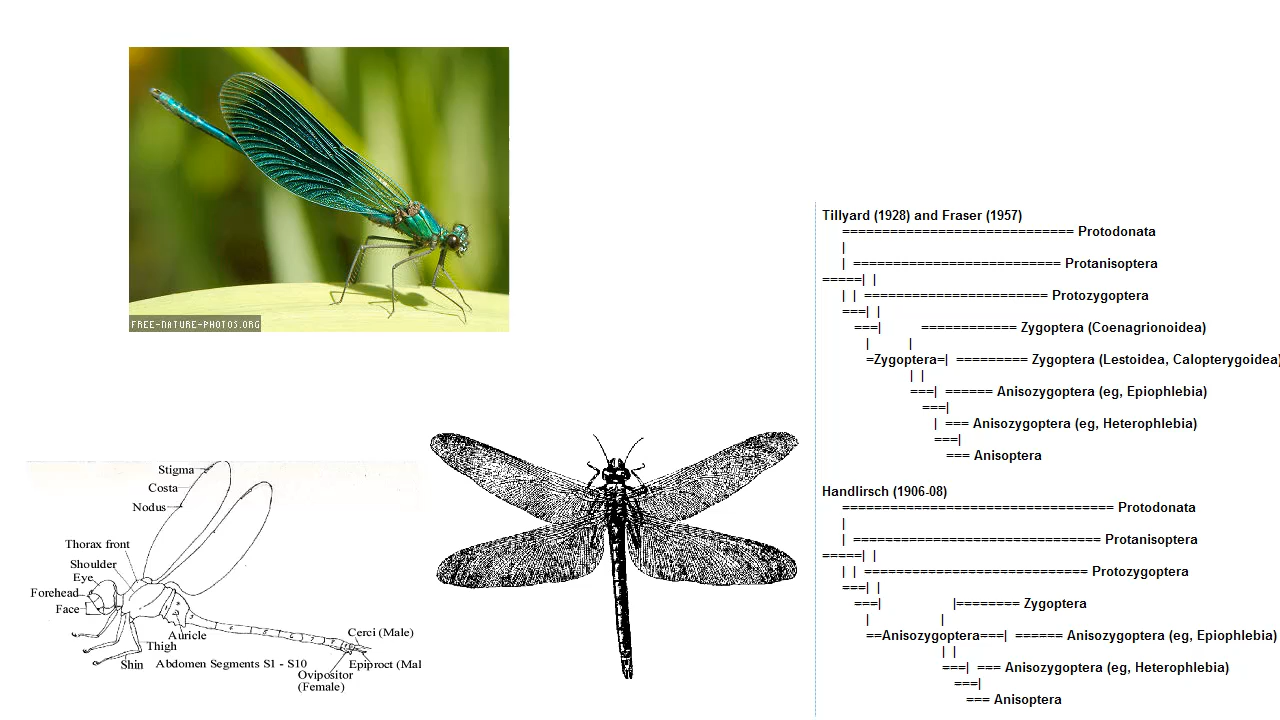 FREE-NATURE-PHOTOS.ORG
Stigma
Costa
Nodus
Thorax front
Shoulder
Eye
Forehead
Face
Auricle
Thigh
Shin
Abdomen Segments S1 - S10
Cerci (Male)
Epiproct (Mal
Ovipositor
(Female)
Tillyard (1928) and Fraser (1957)
============================ Protodonata
|
| ========================= Protanisoptera
=====| |
| | ====================== Protozygoptera
===| |
===| ============ Zygoptera (Coenagrionoidea)
| |
=Zygoptera=| ========= Zygoptera (Lestoidea, Calopterygoidea)
| |
===| ====== Anisozygoptera (eg, Epiophlebia)
===|
| === Anisozygoptera (eg, Heterophlebia)
===|
=== Anisoptera
Handlirsch (1906-08)
================================= Protodonata
|
| ============================== Protanisoptera
=====| |
| | =========================== Protozygoptera
===| |
===| |======== Zygoptera
| |
==Anisozygoptera===| ====== Anisozygoptera (eg, Epiophlebia)
| |
===| === Anisozygoptera (eg, Heterophlebia)
===|
=== Anisoptera